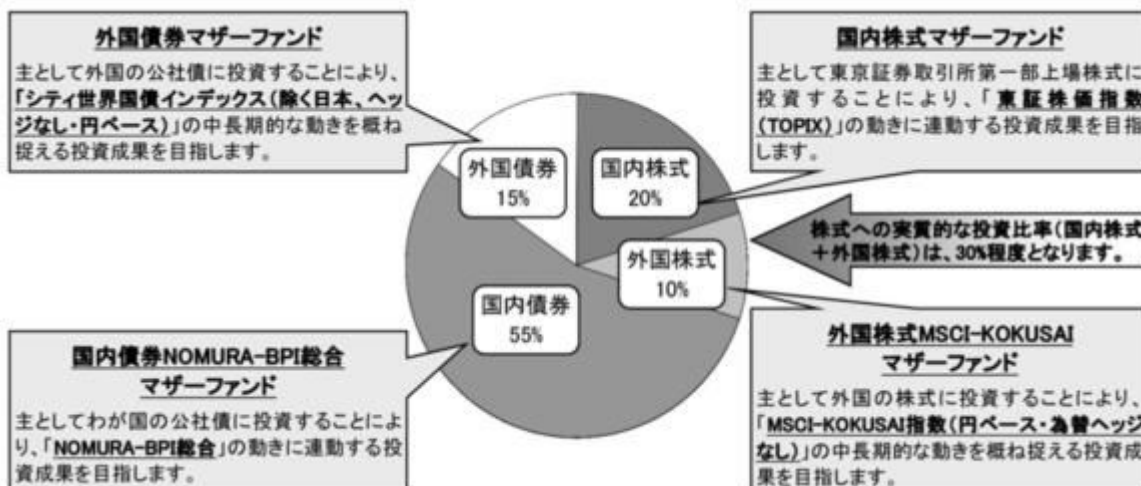 外国債券マザーファンド
主として外国の公社債に投資することにより、
「シティ世界国債インデックス(除く日本、ヘッ
ジなし・円ベース)」の中長期的な動きを概ね
捉える投資成果を目指します。
国内株式マザーファンド
主として東京証券取引所第一部上場株式に
投資することにより、「東証株価指数
(TOPIX)」の動きに連動する投資成果を目指
します。
外国債券
15%
国内株式
20%
株式への実質的な投資比率(国内株式
+外国株式)は、30%程度となります。
外国株式
10%
国内債券
55%
国内債券NOMURA-BPI総合
マザーファンド
主としてわが国の公社債に投資することによ
り、「NOMURA-BPI総合」の動きに連動する投
資成果を目指します。
外国株式MSCI-KOKUSAI
マザーファンド
主として外国の株式に投資することにより、
「MSCI-KOKUSAI指数(円ベース・為替ヘッジ
なし)」の中長期的な動きを概ね捉える投資成
果を目指します。